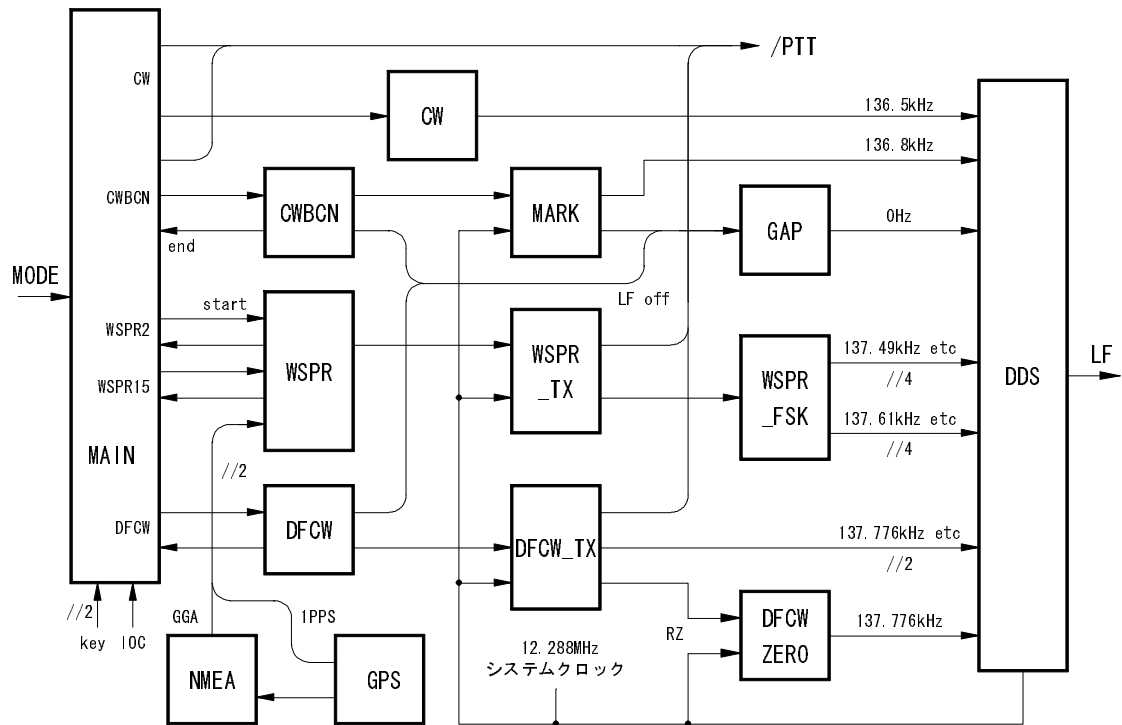 /PTT
CW
CW
136.5kHz
136.8kHz
CWBCN
CWBCN
MARK
GAP
0Hz
end
MODE
start
LF off
WSPR2
WSPR
WSPR
_TX
WSPR
_FSK
137.49kHz etc
//4
137.61kHz etc
//4
DDS
LF
WSPR15
MAIN
//2
DFCW
DFCW
DFCW_TX
137.776kHz etc
//2
//2
key
IOC
GGA
1PPS
NMEA
GPS
12.288MHz
システムクロック
RZ
DFCW
ZERO
137.776kHz